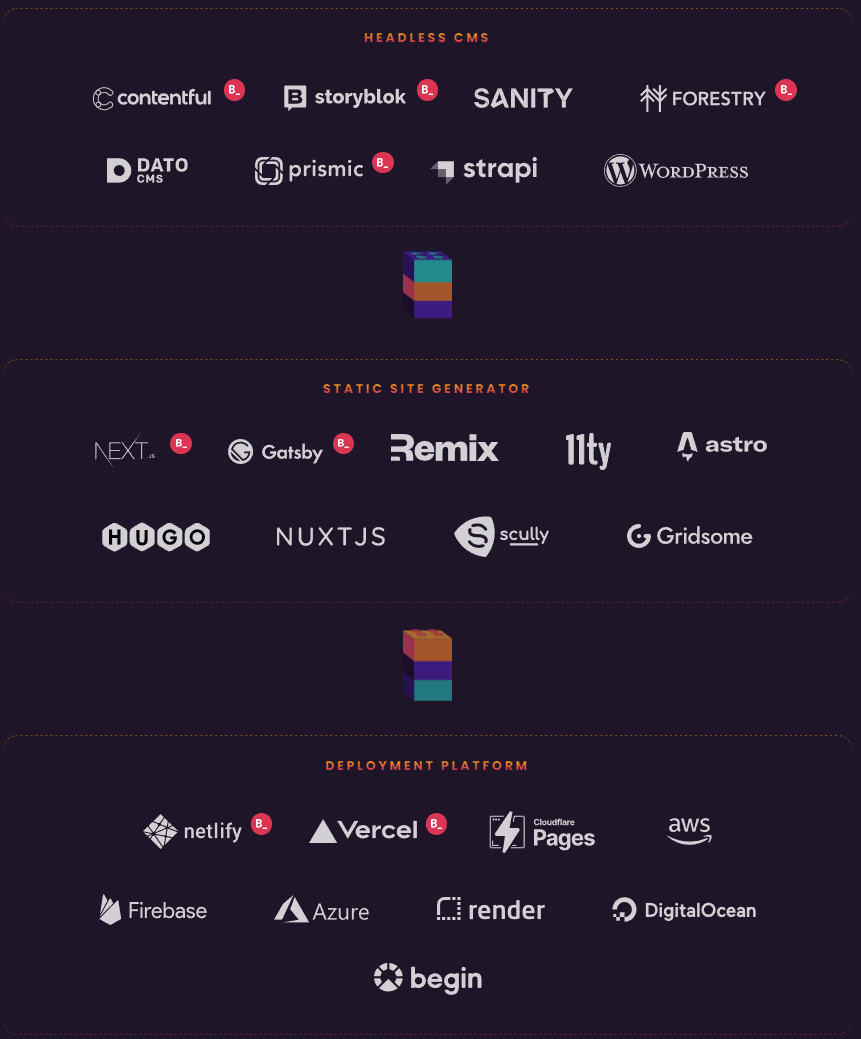 HEADLESS CMS
contentful B_ storyblok B_ SANITY FORESTRY B_
DATO CMS prismic B_ strapi WORDPRESS
STATIC SITE GENERATOR
NEXT.JS B_ Gatsby B_ Remix 11ty astro
HUGO NUXTJS scully Gridsome
DEPLOYMENT PLATFORM
netlify B_ Vercel B_ Cloudflare Pages aws
Firebase Azure render DigitalOcean
begin